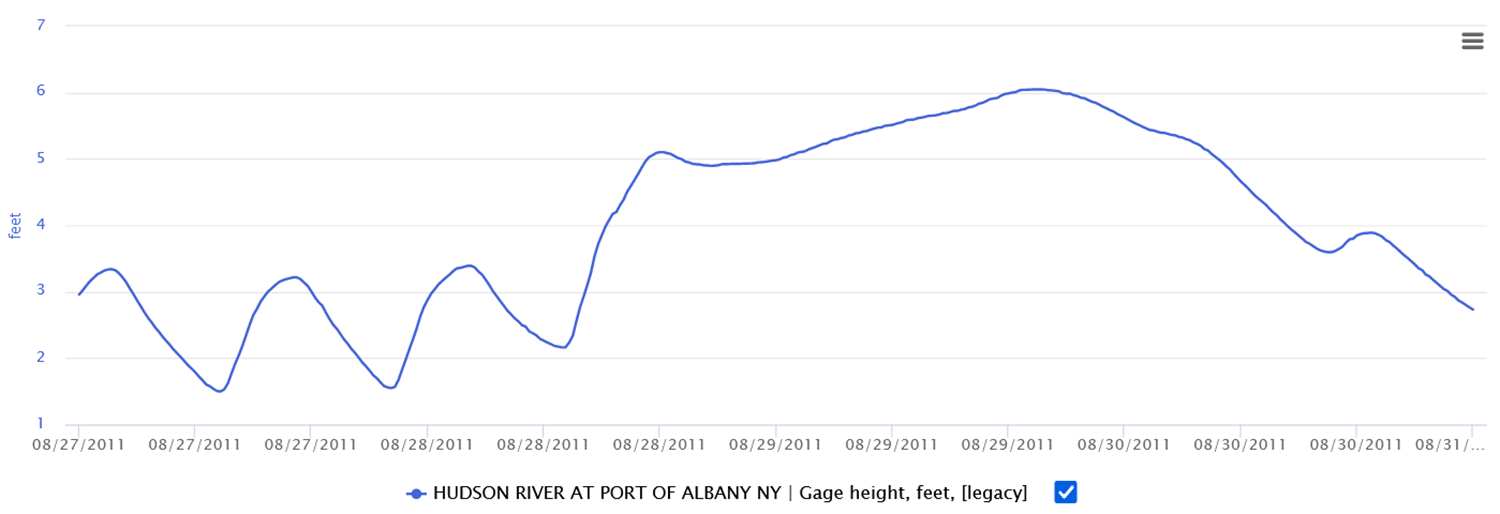 7
6
5
4
3
2
1
feet
08/27/2011 08/27/2011 08/27/2011 08/28/2011 08/28/2011 08/28/2011 08/29/2011 08/29/2011 08/29/2011 08/30/2011 08/30/2011 08/30/2011 08/31/...
HUDSON RIVER AT PORT OF ALBANY NY | Gage height, feet, [legacy]